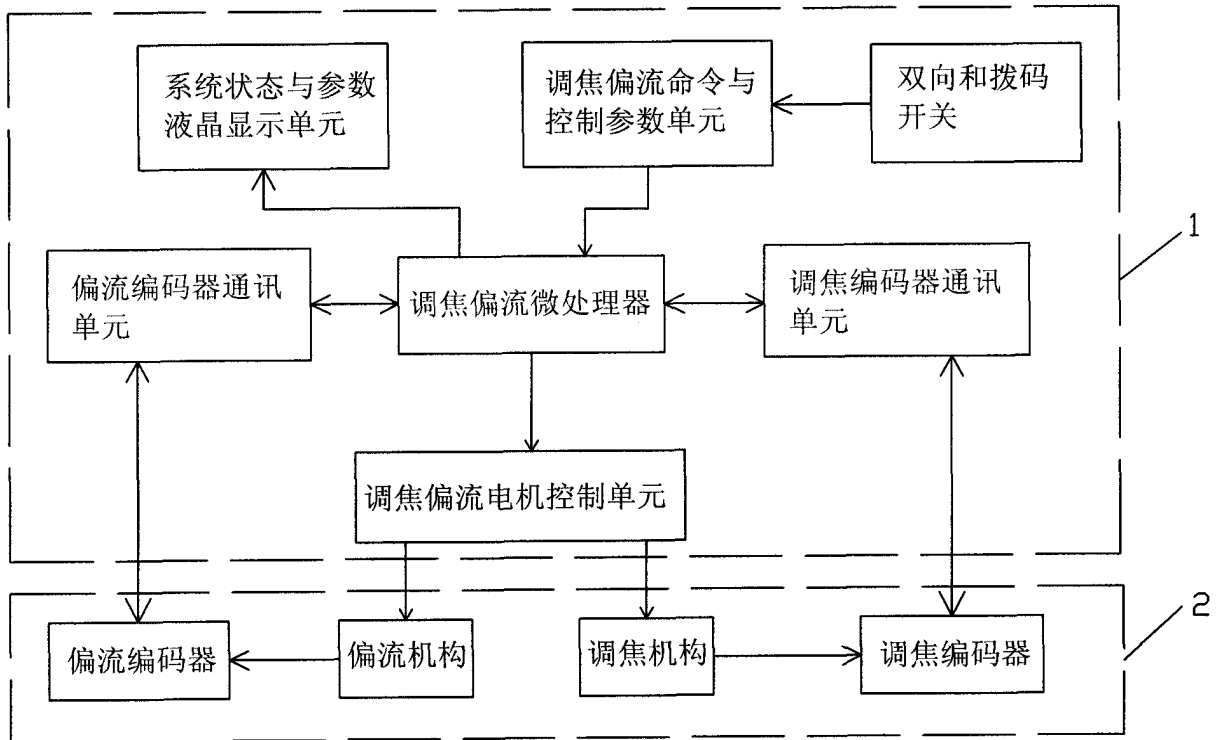 系统状态与参数
液晶显示单元
调焦偏流命令与
控制参数单元
双向和拨码
开关
1
偏流编码器通讯
单元
调焦偏流微处理器
调焦编码器通讯
单元
调焦偏流电机控制单元
2
偏流编码器
偏流机构
调焦机构
调焦编码器